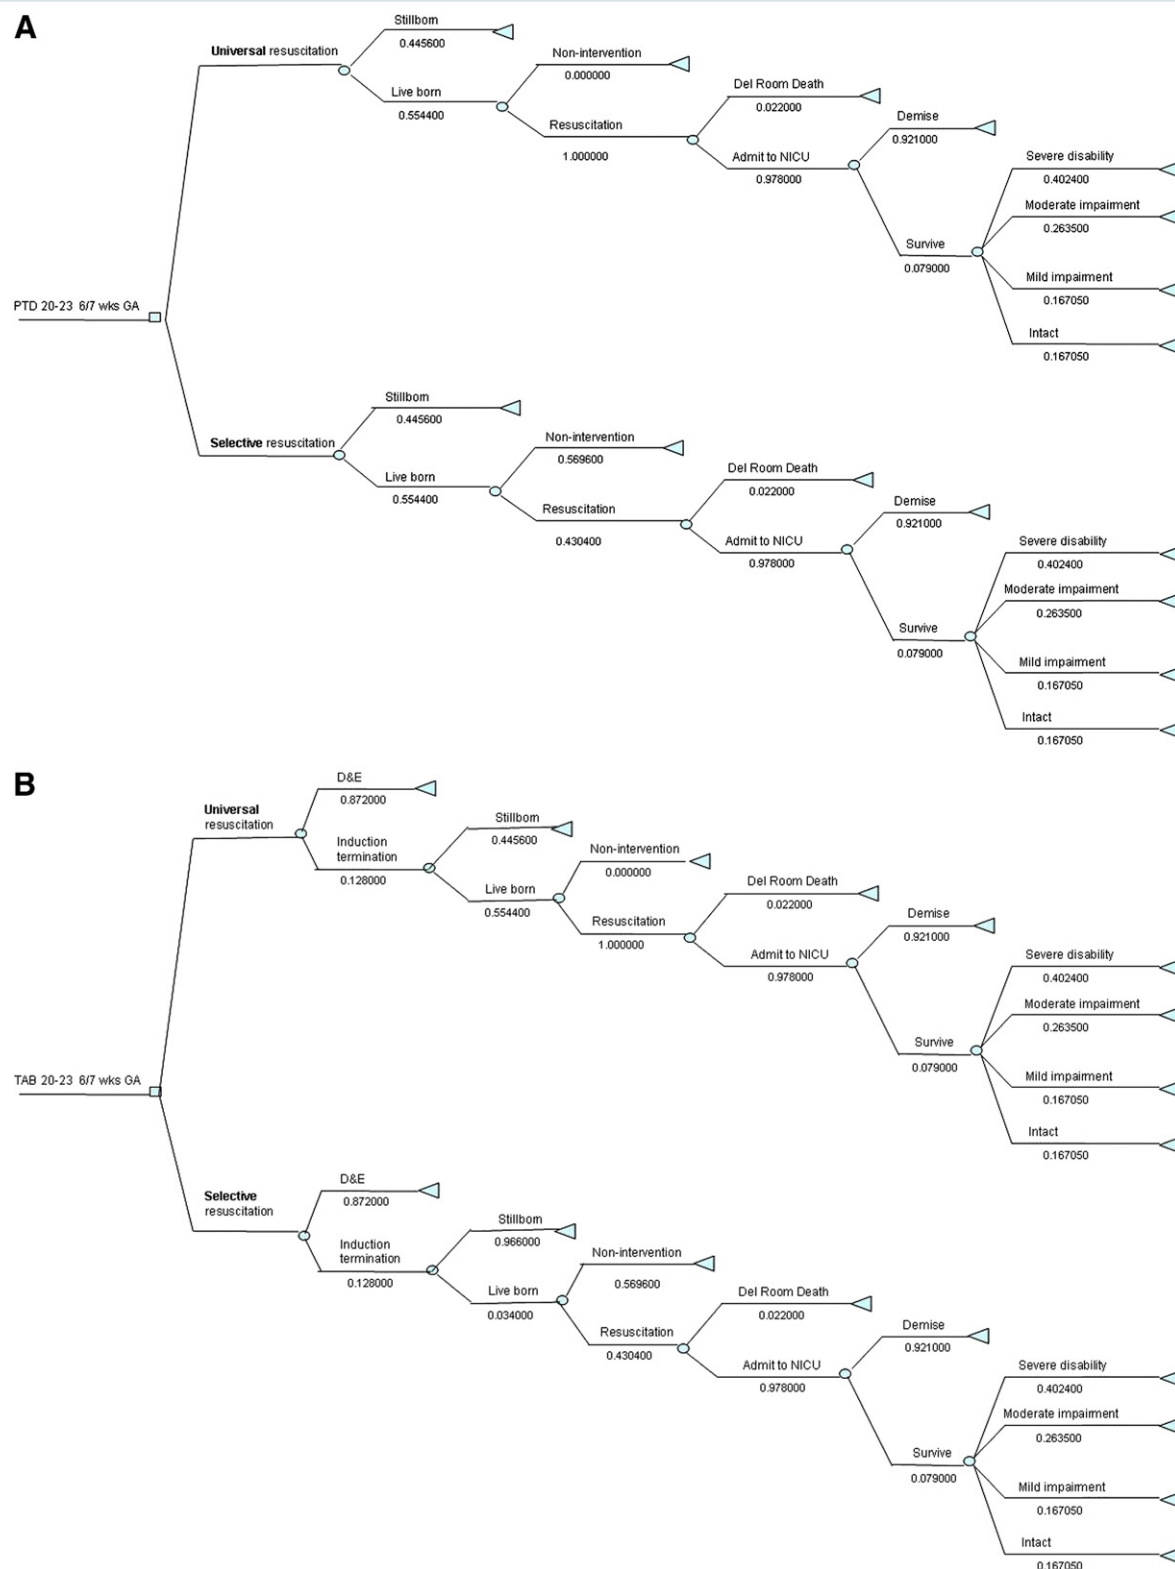 A
Stillborn
0.445600
Universal resuscitation
Non-intervention
0.000000
Live born
0.554400
Del Room Death
0.022000
Resuscitation
1.000000
Demise
0.921000
Admit to NICU
0.978000
Severe disability
0.402400
Moderate impairment
0.263500
Survive
0.079000
Mild impairment
0.167050
PTD 20-23 6/7 wks GA
Intact
0.167050
Stillborn
0.445600
Selective resuscitation
Non-intervention
0.569600
Live born
0.554400
Del Room Death
0.022000
Resuscitation
0.430400
Demise
0.921000
Admit to NICU
0.978000
Severe disability
0.402400
Moderate impairment
0.263500
Survive
0.079000
Mild impairment
0.167050
Intact
0.167050
B
D&E
0.872000
Universal
resuscitation
Stillborn
0.445600
Induction
termination
0.128000
Non-intervention
0.000000
Live born
0.554400
Del Room Death
0.022000
Resuscitation
1.000000
Demise
0.921000
Admit to NICU
0.978000
Severe disability
0.402400
Moderate impairment
0.263500
Survive
0.079000
Mild impairment
0.167050
TAB 20-23 6/7 wks GA
Intact
0.167050
D&E
0.872000
Selective
resuscitation
Stillborn
0.966000
Induction
termination
0.128000
Non-intervention
0.569600
Live born
0.034000
Del Room Death
0.022000
Resuscitation
0.430400
Demise
0.921000
Admit to NICU
0.978000
Severe disability
0.402400
Moderate impairment
0.263500
Survive
0.079000
Mild impairment
0.167050
Intact
0.167050